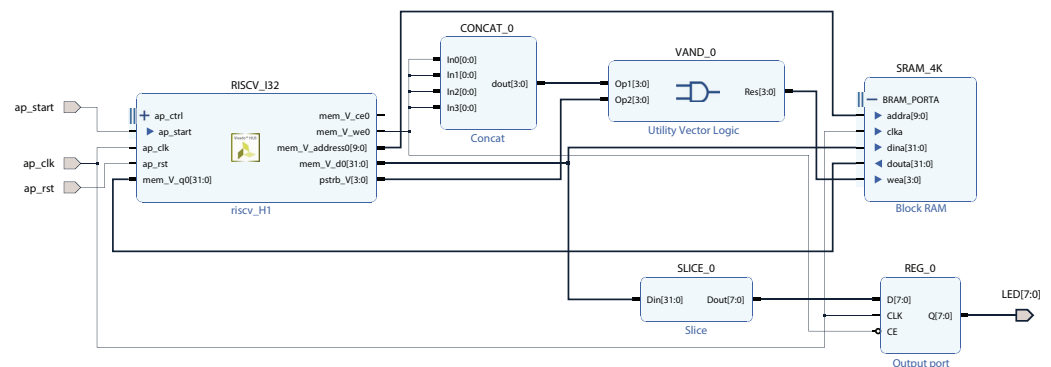 ap_start
ap_clk
ap_rst
RISCV_I32
ap_ctrl
ap_start
ap_clk
ap_rst
mem_V_q0[31:0]
mem_V_ce0
mem_V_we0
mem_V_address0[9:0]
mem_V_d0[31:0]
pstrb_V[3:0]
riscv_H1
CONCAT_0
In0[0:0]
In1[0:0]
In2[0:0]
In3[0:0]
dout[3:0]
Concat
VAND_0
Op1[3:0]
Op2[3:0]
Res[3:0]
Utility Vector Logic
SRAM_4K
BRAM_PORTA
addra[9:0]
clka
dina[31:0]
douta[31:0]
wea[3:0]
Block RAM
SLICE_0
Din[31:0]
Dout[7:0]
Slice
REG_0
D[7:0]
CLK
CE
Q[7:0]
Output port
LED[7:0]